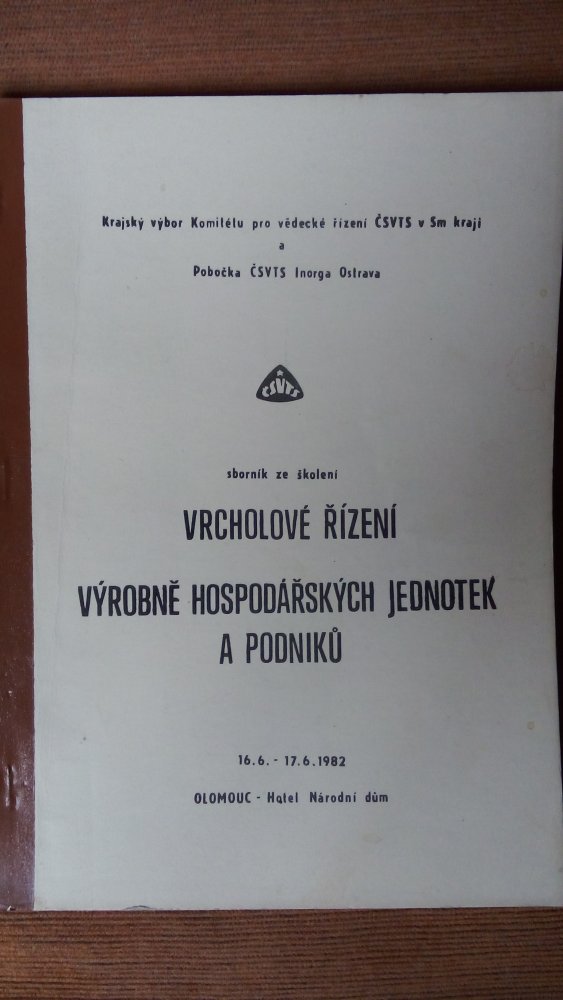 Krajský výbor Komitétu pro vědecké řízení ČSVTS v Sm kraji
a
Pobočka ČSVTS Inorga Ostrava
ČSVTS
sborník ze školení
VRCHOLOVÉ ŘÍZENÍ
VÝROBNĚ HOSPODÁŘSKÝCH JEDNOTEK
A PODNIKŮ
16.6. - 17.6.1982
OLOMOUC - Hotel Národní dům